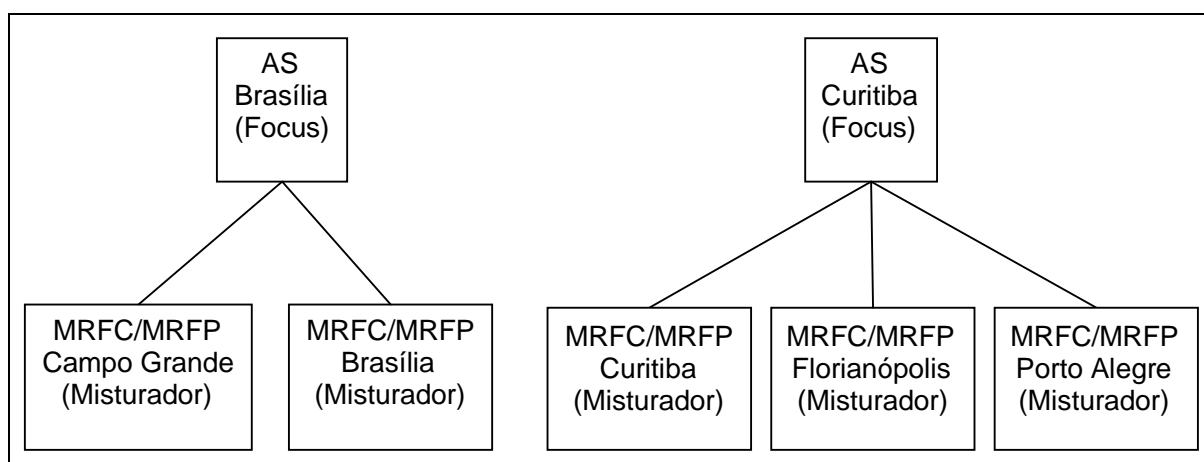 AS
Brasília
(Focus)
AS
Curitiba
(Focus)
MRFC/MRFP
Campo Grande
(Misturador)
MRFC/MRFP
Brasília
(Misturador)
MRFC/MRFP
Curitiba
(Misturador)
MRFC/MRFP
Florianópolis
(Misturador)
MRFC/MRFP
Porto Alegre
(Misturador)